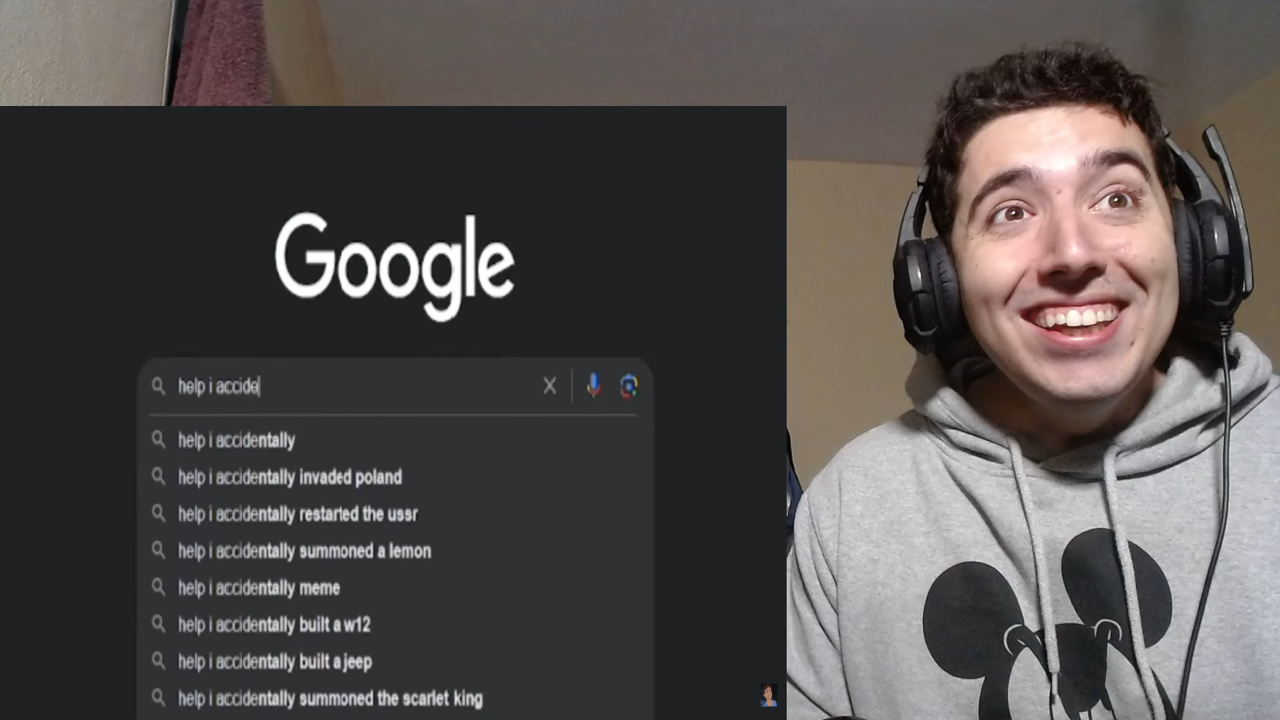 Google
help i accide
help i accidentally
help i accidentally invaded poland
help i accidentally restarted the ussr
help i accidentally summoned a lemon
help i accidentally meme
help i accidentally built a w12
help i accidentally built a jeep
help i accidentally summoned the scarlet king